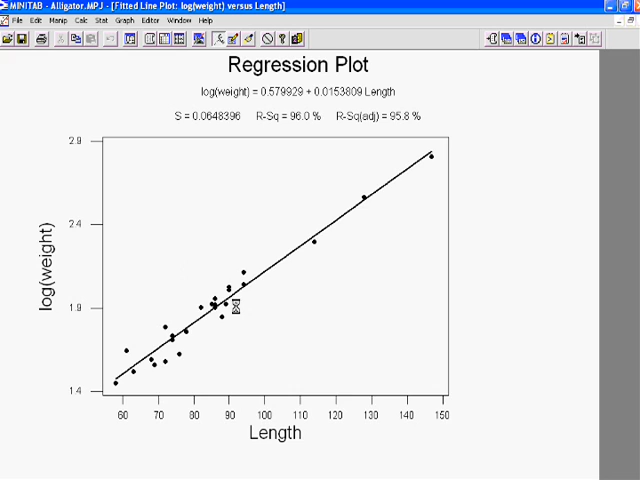 MINITAB - Alligator.MPJ - [Fitted Line Plot: log(weight) versus Length]
File Edit Manip Calc Stat Graph Editor Window Help
Regression Plot
log(weight) = 0.579929 + 0.0153809 Length
S = 0.0648396 R-Sq = 96.0 % R-Sq(adj) = 95.8 %
2.9
2.4
1.9
1.4
log(weight)
60 70 80 90 100 110 120 130 140 150
Length